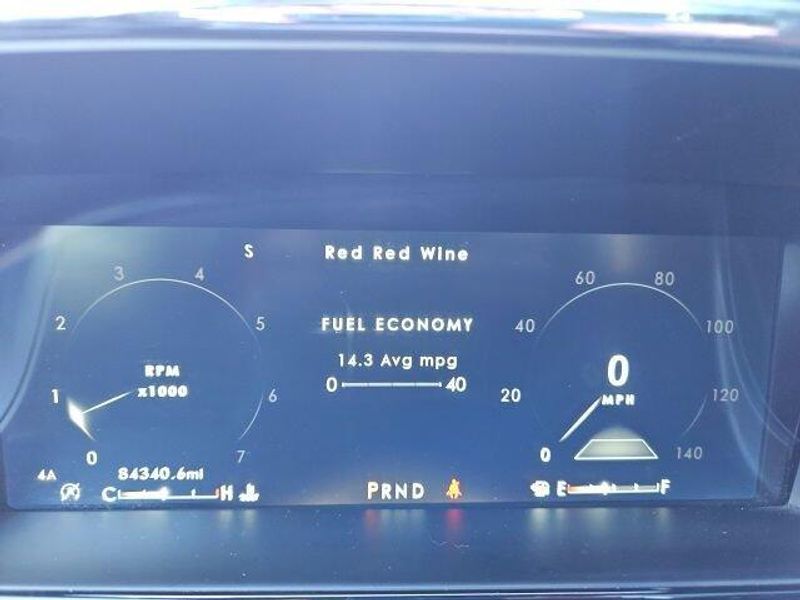 S Red Red Wine
3 4
2 5
1 6
0 7
RPM
x1000
FUEL ECONOMY
14.3 Avg mpg
0 40
60 80
40 100
20 120
0 140
0
MPH
4A 84340.6mi
C H
PRND
E F